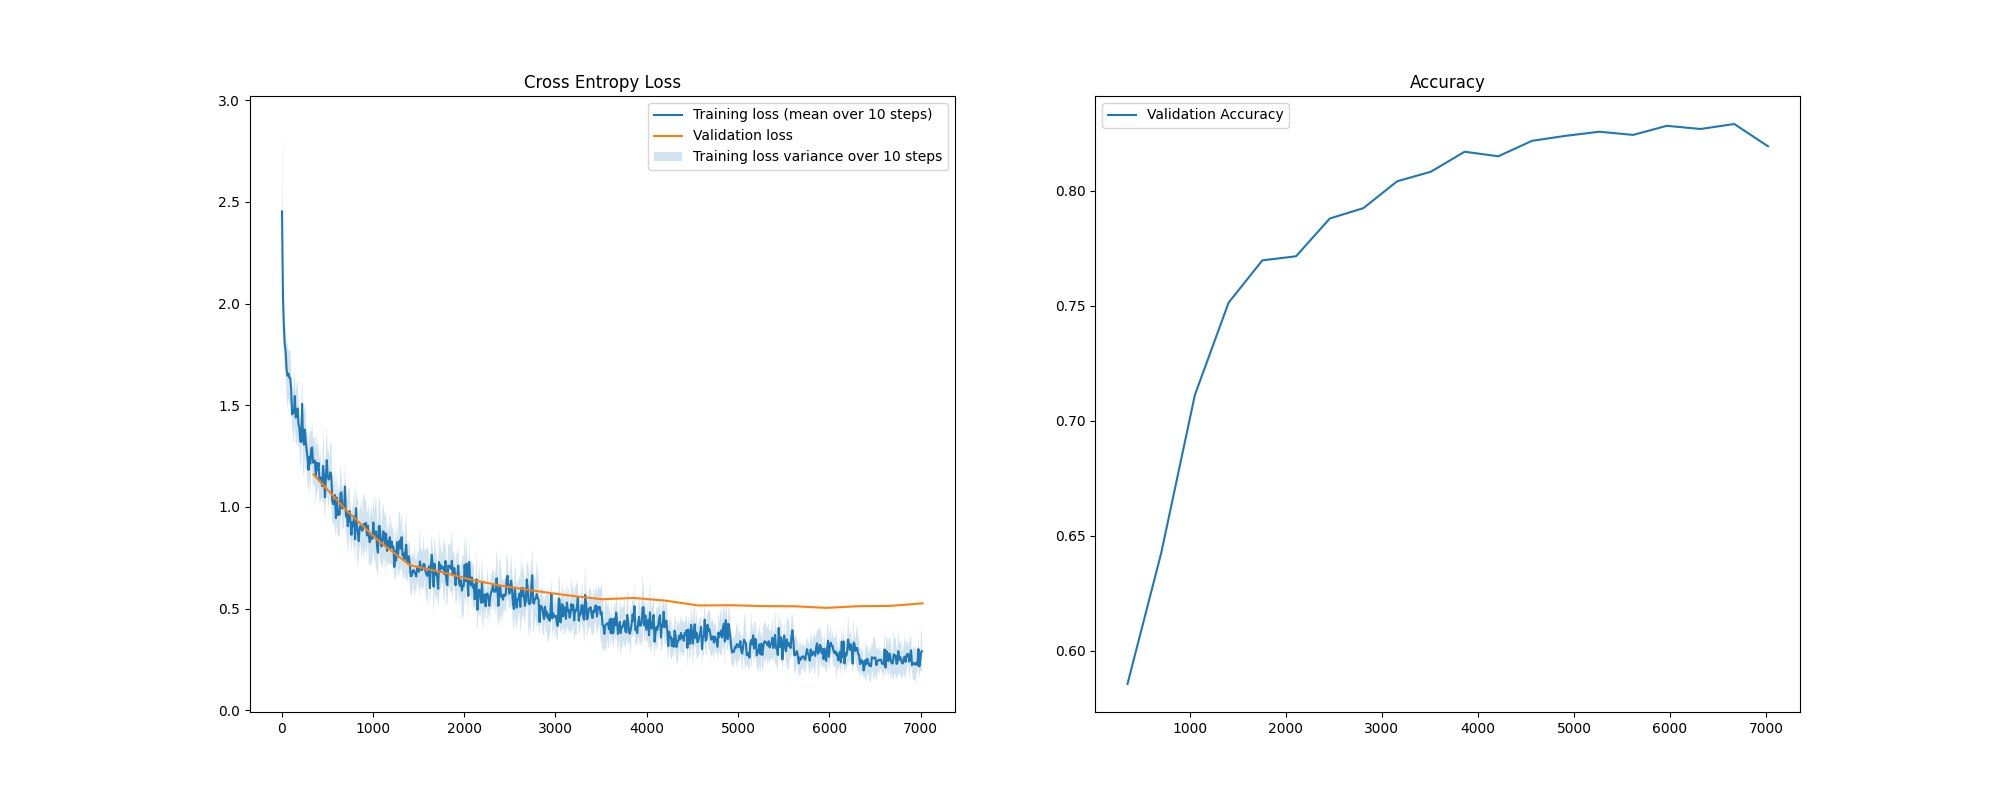 Cross Entropy Loss
3.0
2.5
2.0
1.5
1.0
0.5
0.0
0 1000 2000 3000 4000 5000 6000 7000
Training loss (mean over 10 steps)
Validation loss
Training loss variance over 10 steps
Accuracy
Validation Accuracy
0.80
0.75
0.70
0.65
0.60
1000 2000 3000 4000 5000 6000 7000